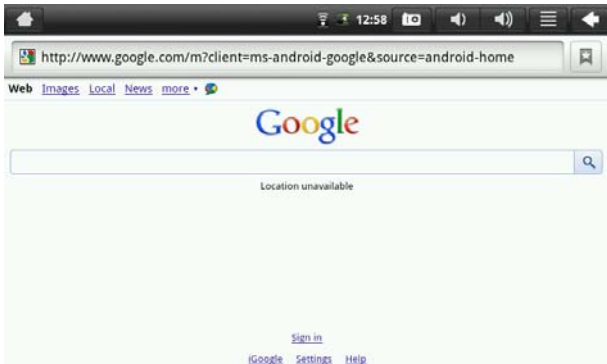 12:58
http://www.google.com/m?client=ms-android-google&source=android-home
Web Images Local News more
Google
Location unavailable
Sign in
iGoogle Settings Help